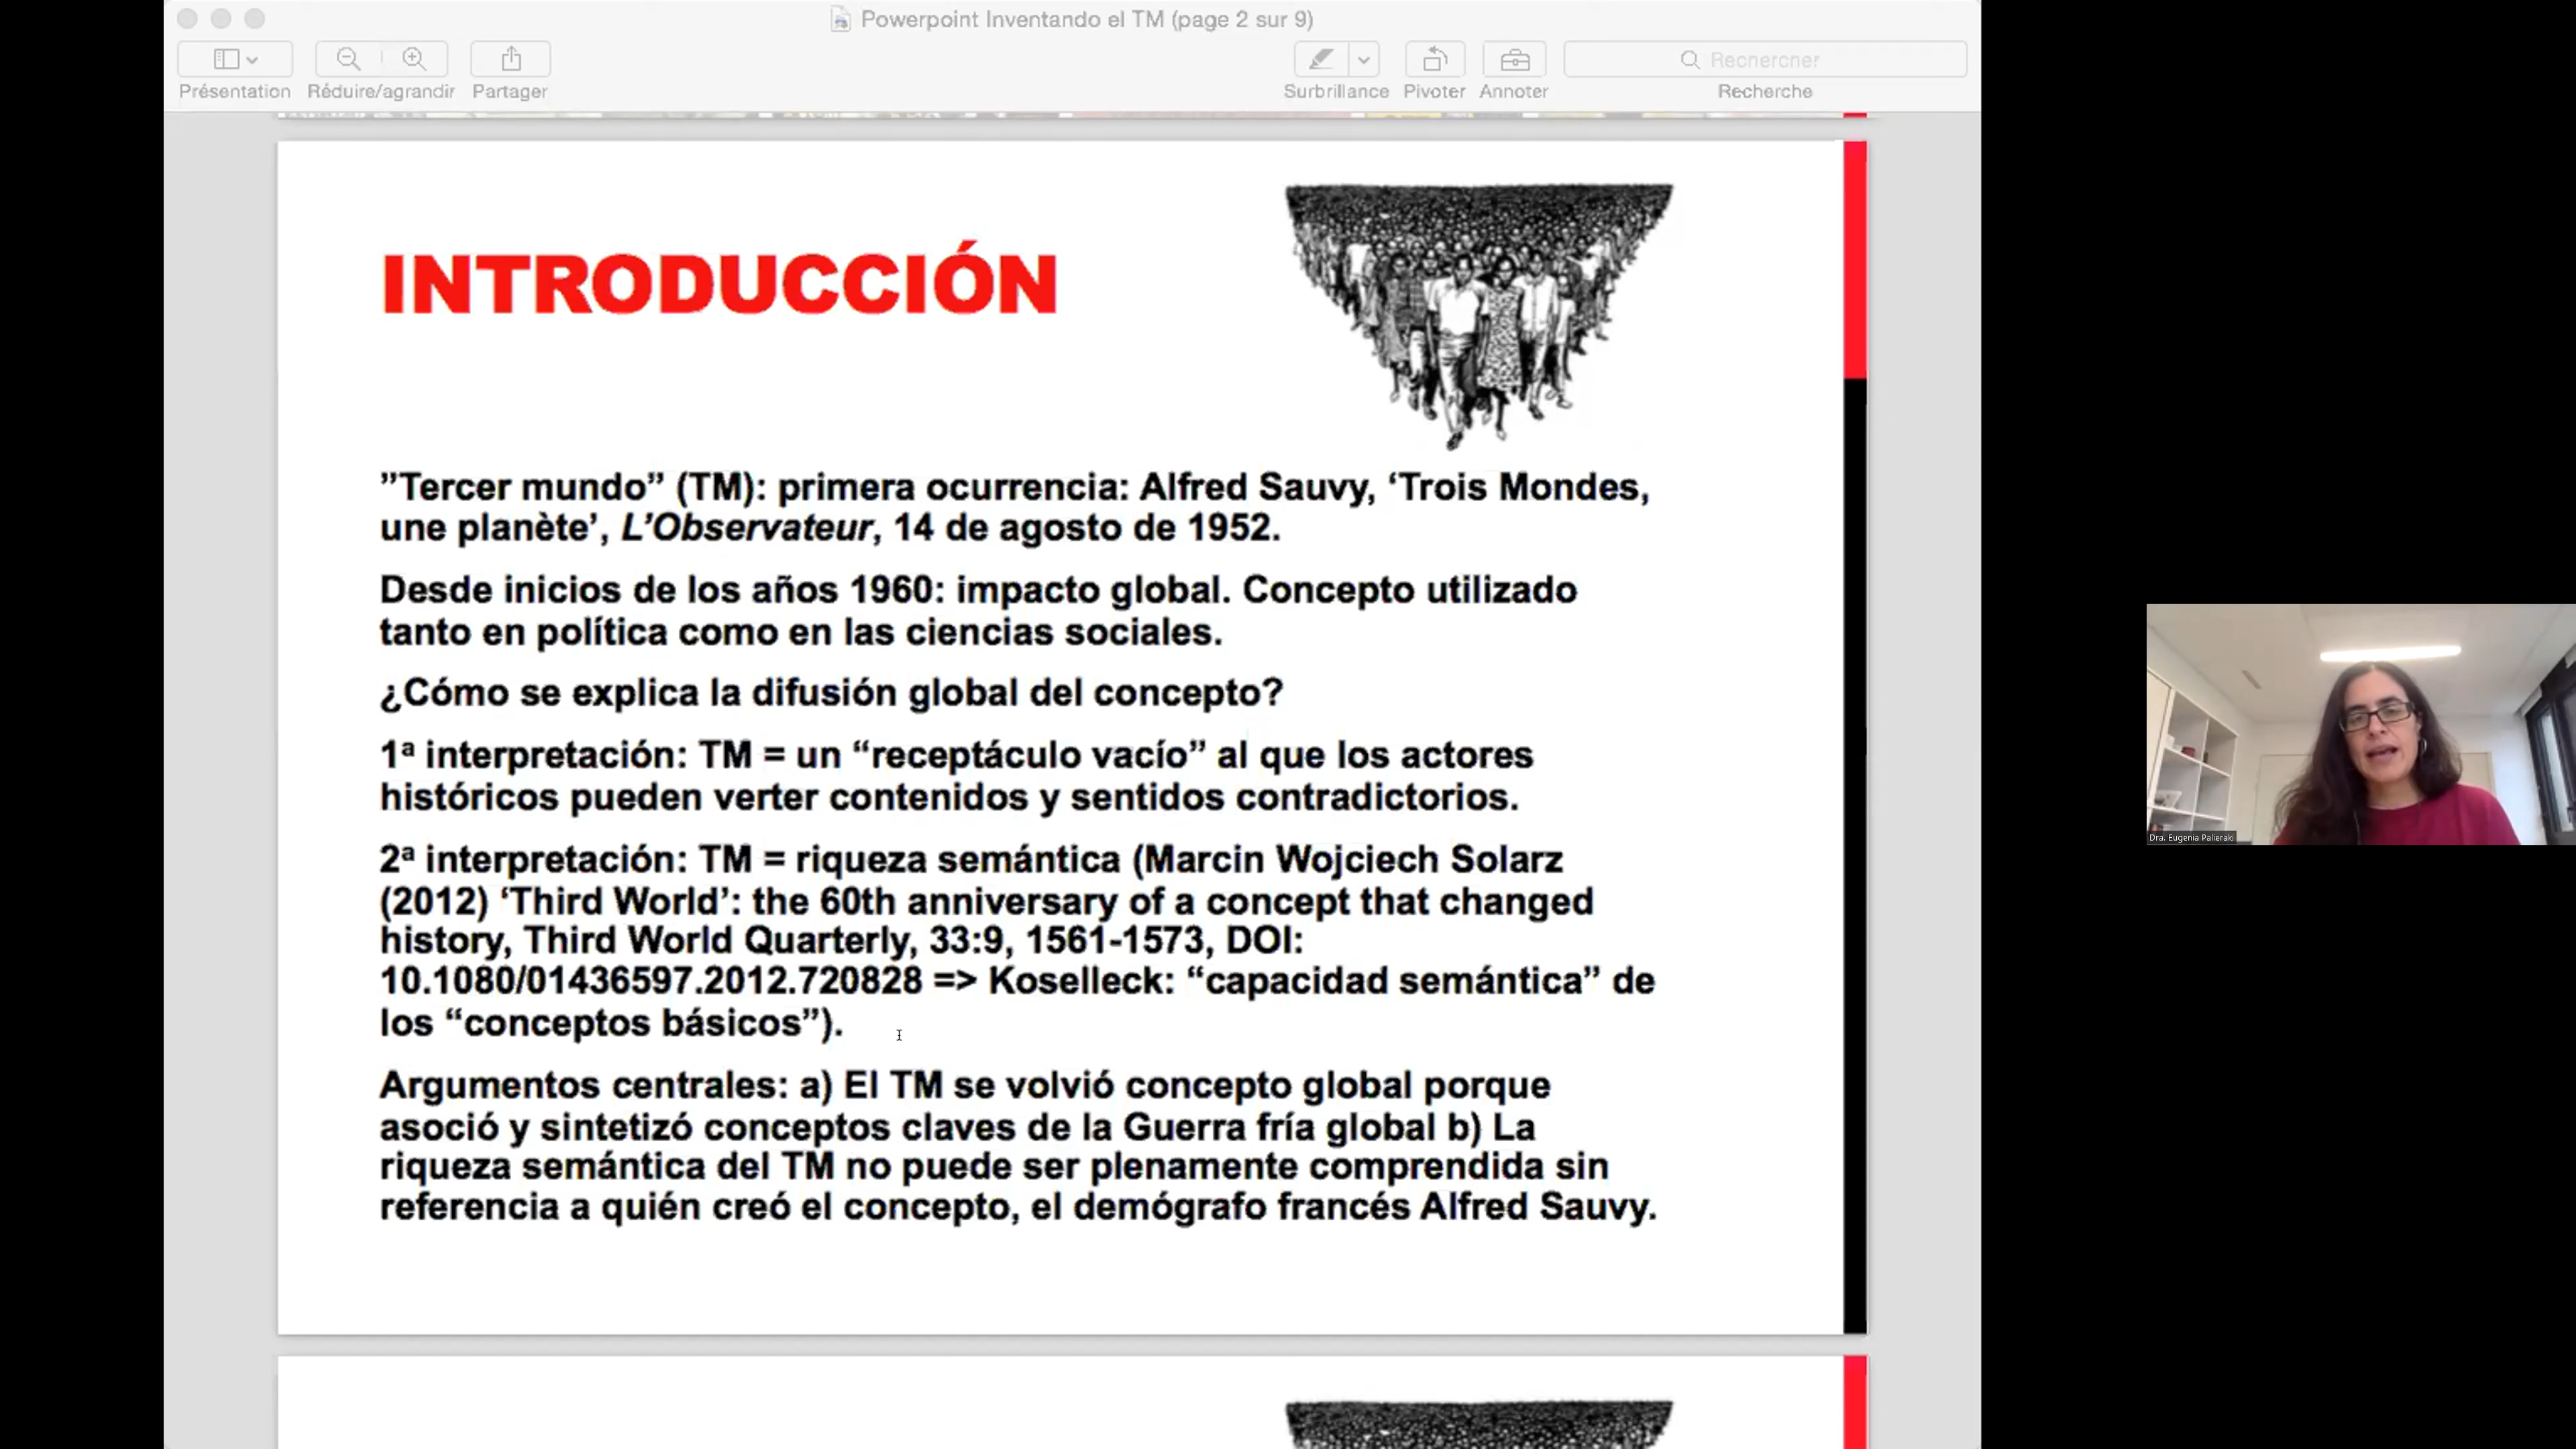 Powerpoint Inventando el TM (page 2 sur 9)
Présentation
Réduire/agrandir
Partager
Surbrillance
Pivoter
Annoter
Rechercher
Recherche
INTRODUCCIÓN
”Tercer mundo” (TM): primera ocurrencia: Alfred Sauvy, ‘Trois Mondes,
une planète’, L’Observateur, 14 de agosto de 1952.
Desde inicios de los años 1960: impacto global. Concepto utilizado
tanto en política como en las ciencias sociales.
¿Cómo se explica la difusión global del concepto?
1ª interpretación: TM = un “receptáculo vacío” al que los actores
históricos pueden verter contenidos y sentidos contradictorios.
2ª interpretación: TM = riqueza semántica (Marcin Wojciech Solarz
(2012) ‘Third World’: the 60th anniversary of a concept that changed
history, Third World Quarterly, 33:9, 1561-1573, DOI:
10.1080/01436597.2012.720828 => Koselleck: “capacidad semántica” de
los “conceptos básicos”).
Argumentos centrales: a) El TM se volvió concepto global porque
asoció y sintetizó conceptos claves de la Guerra fría global b) La
riqueza semántica del TM no puede ser plenamente comprendida sin
referencia a quién creó el concepto, el demógrafo francés Alfred Sauvy.
Dra. Eugenia Palieraki